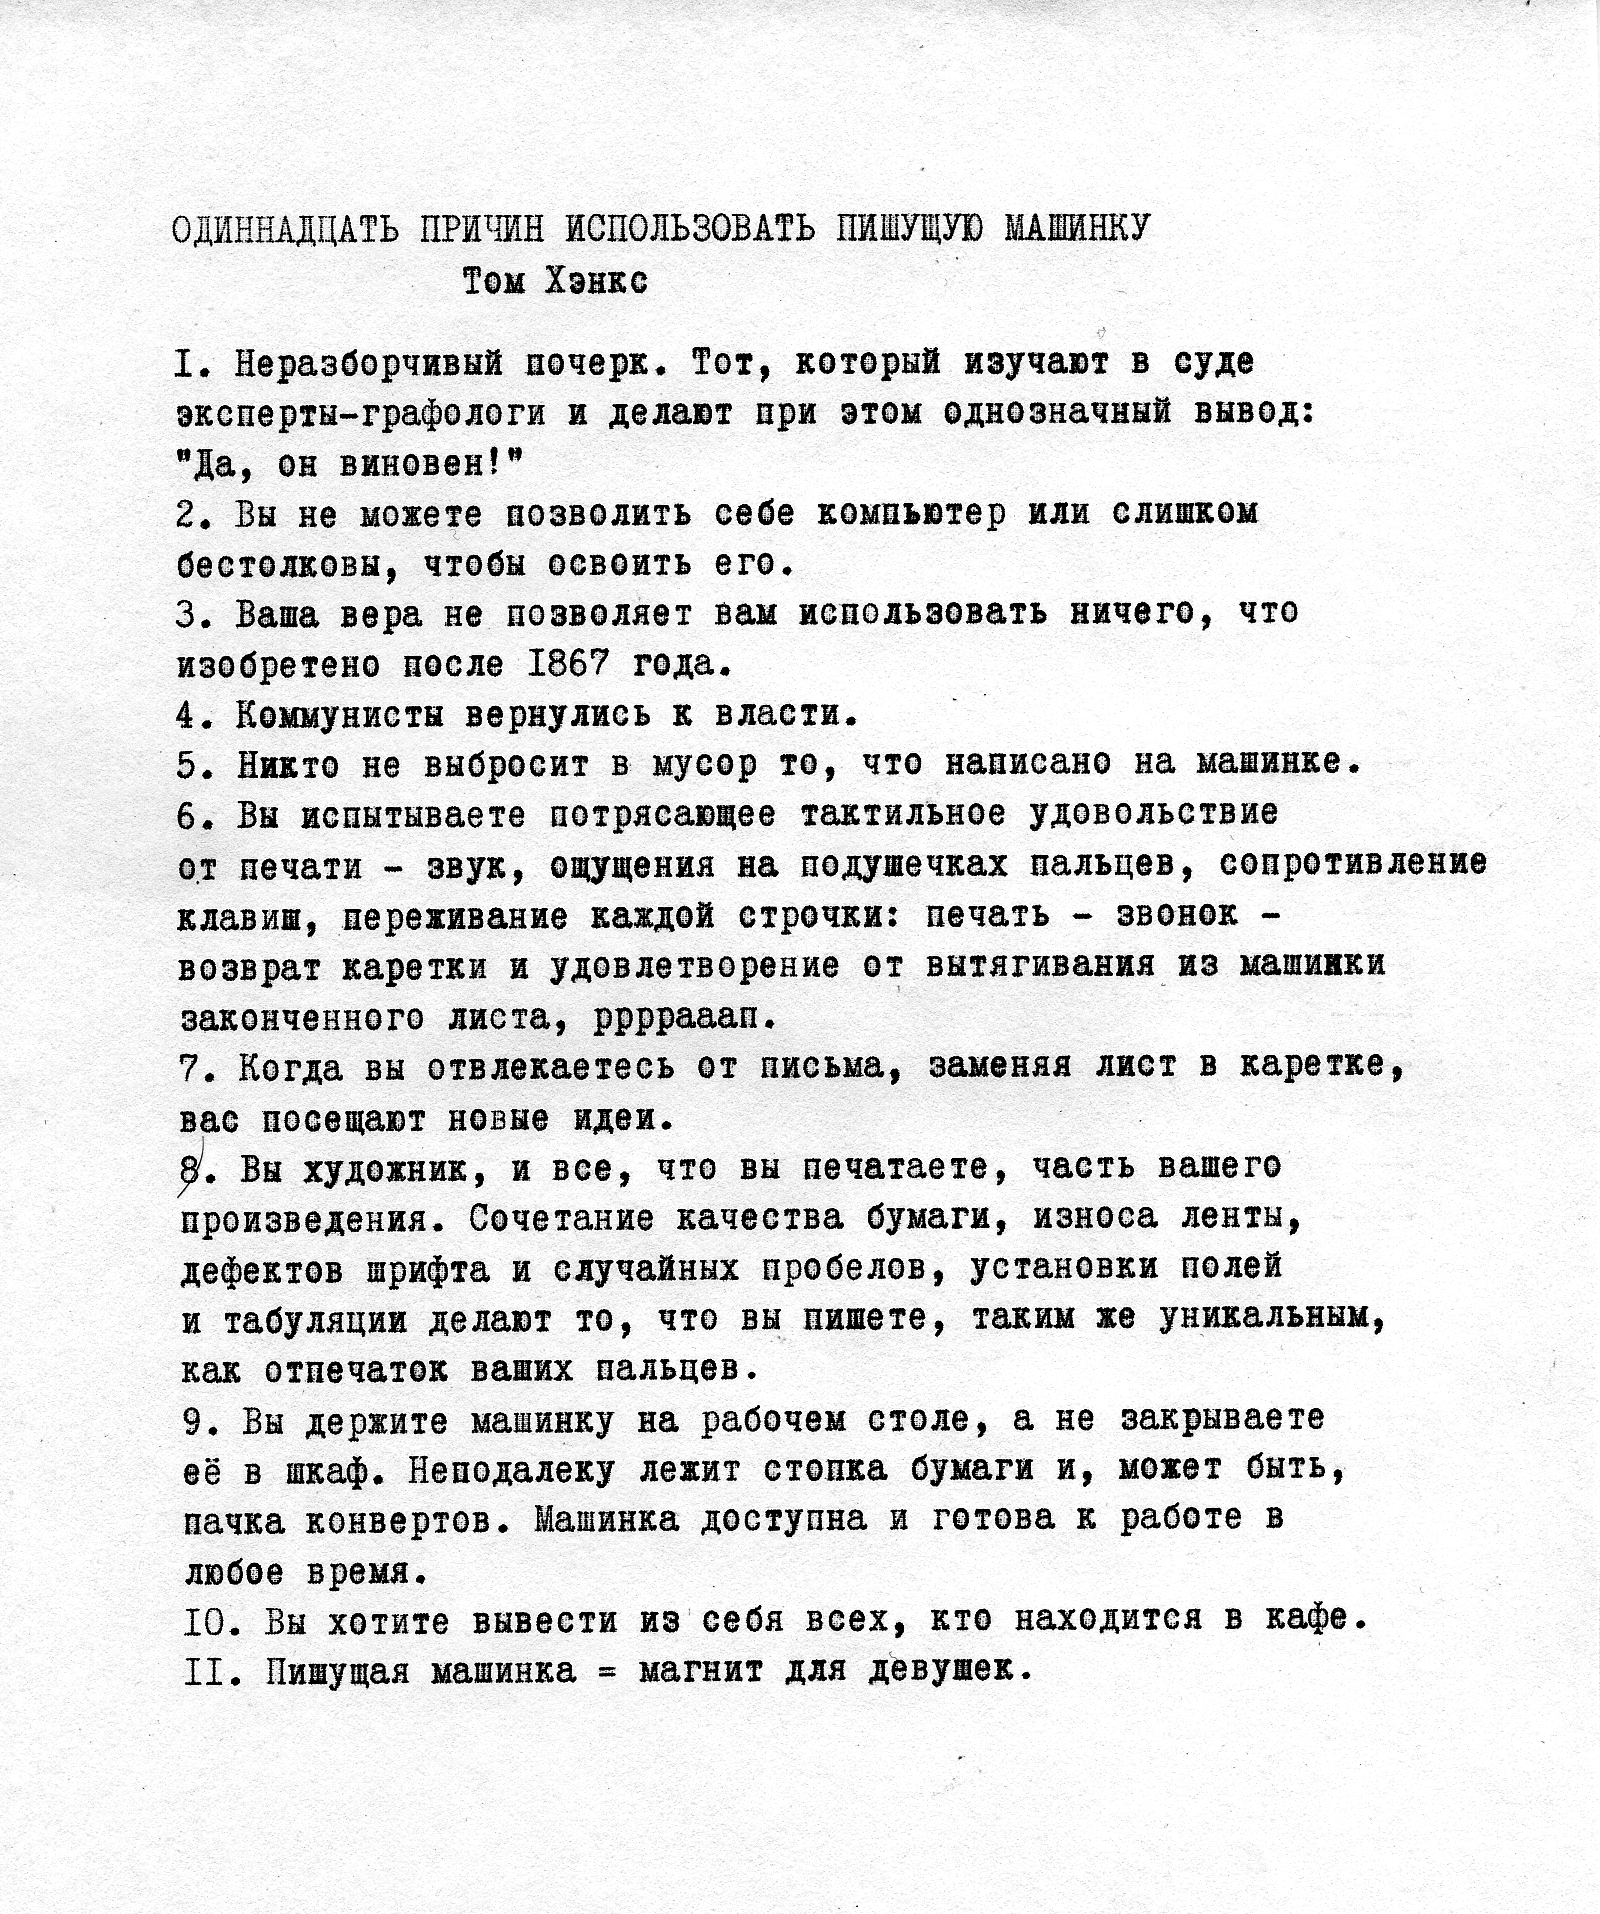 ОДИННАДЦАТЬ ПРИЧИН ИСПОЛЬЗОВАТЬ ПИШУЩУЮ МАШИНКУ
Том Хэнкс
I. Неразборчивый почерк. Тот, который изучают в суде
эксперты-графологи и делают при этом однозначный вывод:
"Да, он виновен!"
2. Вы не можете позволить себе компьютер или слишком
бестолковы, чтобы освоить его.
3. Ваша вера не позволяет вам использовать ничего, что
изобретено после I867 года.
4. Коммунисты вернулись к власти.
5. Никто не выбросит в мусор то, что написано на машинке.
6. Вы испытываете потрясающее тактильное удовольствие
от печати - звук, ощущения на подушечках пальцев, сопротивление
клавиш, переживание каждой строчки: печать - звонок -
возврат каретки и удовлетворение от вытягивания из машинки
законченного листа, ррррааап.
7. Когда вы отвлекаетесь от письма, заменяя лист в каретке,
вас посещают новые идеи.
8. Вы художник, и все, что вы печатаете, часть вашего
произведения. Сочетание качества бумаги, износа ленты,
дефектов шрифта и случайных пробелов, установки полей
и табуляции делают то, что вы пишете, таким же уникальным,
как отпечаток ваших пальцев.
9. Вы держите машинку на рабочем столе, а не закрываете
её в шкаф. Неподалеку лежит стопка бумаги и, может быть,
пачка конвертов. Машинка доступна и готова к работе в
любое время.
IO. Вы хотите вывести из себя всех, кто находится в кафе.
II. Пишущая машинка = магнит для девушек.